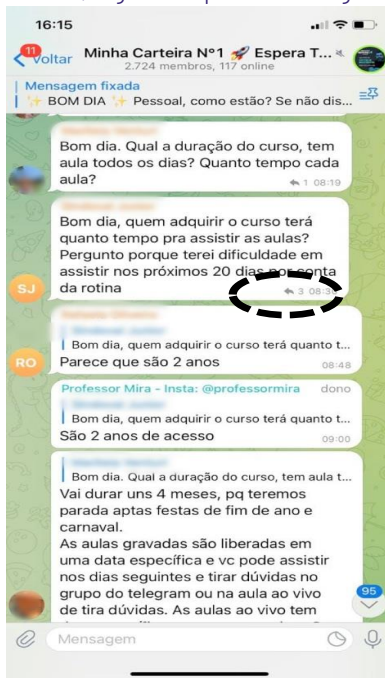 16:15
11
Voltar
Minha Carteira Nº1 🚀 Espera T...
2.724 membros, 117 online
Mensagem fixada
✨ BOM DIA ✨ Pessoal, como estão? Se não dis...
Bom dia. Qual a duração do curso, tem
aula todos os dias? Quanto tempo cada
aula?
1 08:19
Bom dia, quem adquirir o curso terá
quanto tempo pra assistir as aulas?
Pergunto porque terei dificuldade em
assistir nos próximos 20 dias por conta
da rotina
3
SJ
Bom dia, quem adquirir o curso terá quanto t...
Parece que são 2 anos
08:48
RO
Professor Mira - Insta: @professormira dono
Bom dia, quem adquirir o curso terá quanto t...
São 2 anos de acesso
09:00
Bom dia. Qual a duração do curso, tem aula t...
Vai durar uns 4 meses, pq teremos
parada aptas festas de fim de ano e
carnaval.
As aulas gravadas são liberadas em
uma data específica e vc pode assistir
nos dias seguintes e tirar dúvidas no
grupo do telegram ou na aula ao vivo
de tira dúvidas. As aulas ao vivo tem
95
Mensagem